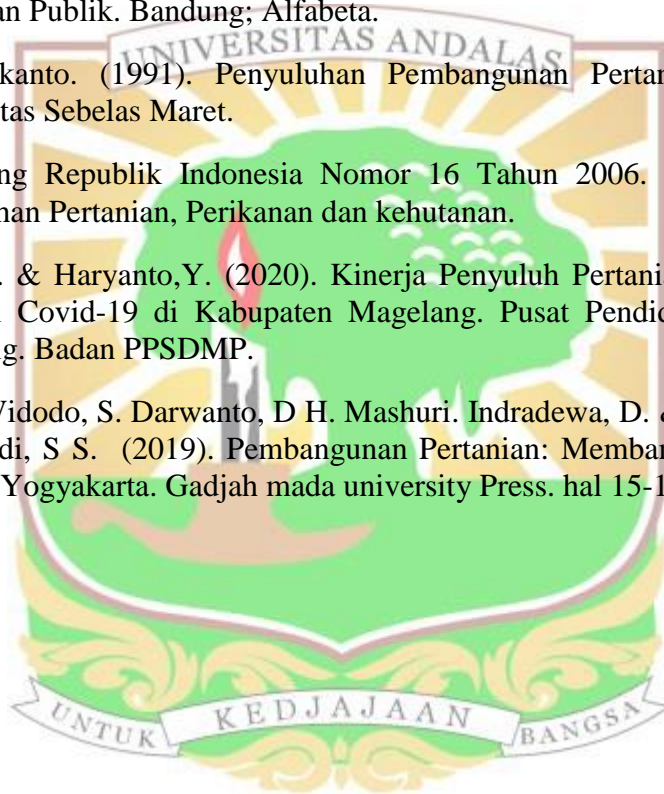 an Publik. Bandung; Alfabeta.
UNIVERSITAS ANDALAS
kanto. (1991). Penyuluhan Pembangunan Pertan
tas Sebelas Maret.
ng Republik Indonesia Nomor 16 Tahun 2006.
nan Pertanian, Perikanan dan kehutanan.
. & Haryanto,Y. (2020). Kinerja Penyuluh Pertania
Covid-19 di Kabupaten Magelang. Pusat Pendid
g. Badan PPSDMP.
Vidodo, S. Darwanto, D H. Mashuri. Indradewa, D. &
di, S S. (2019). Pembangunan Pertanian: Memban
Yogyakarta. Gadjah mada university Press. hal 15-1
UNTUK KEDJAJAAN BANGSA